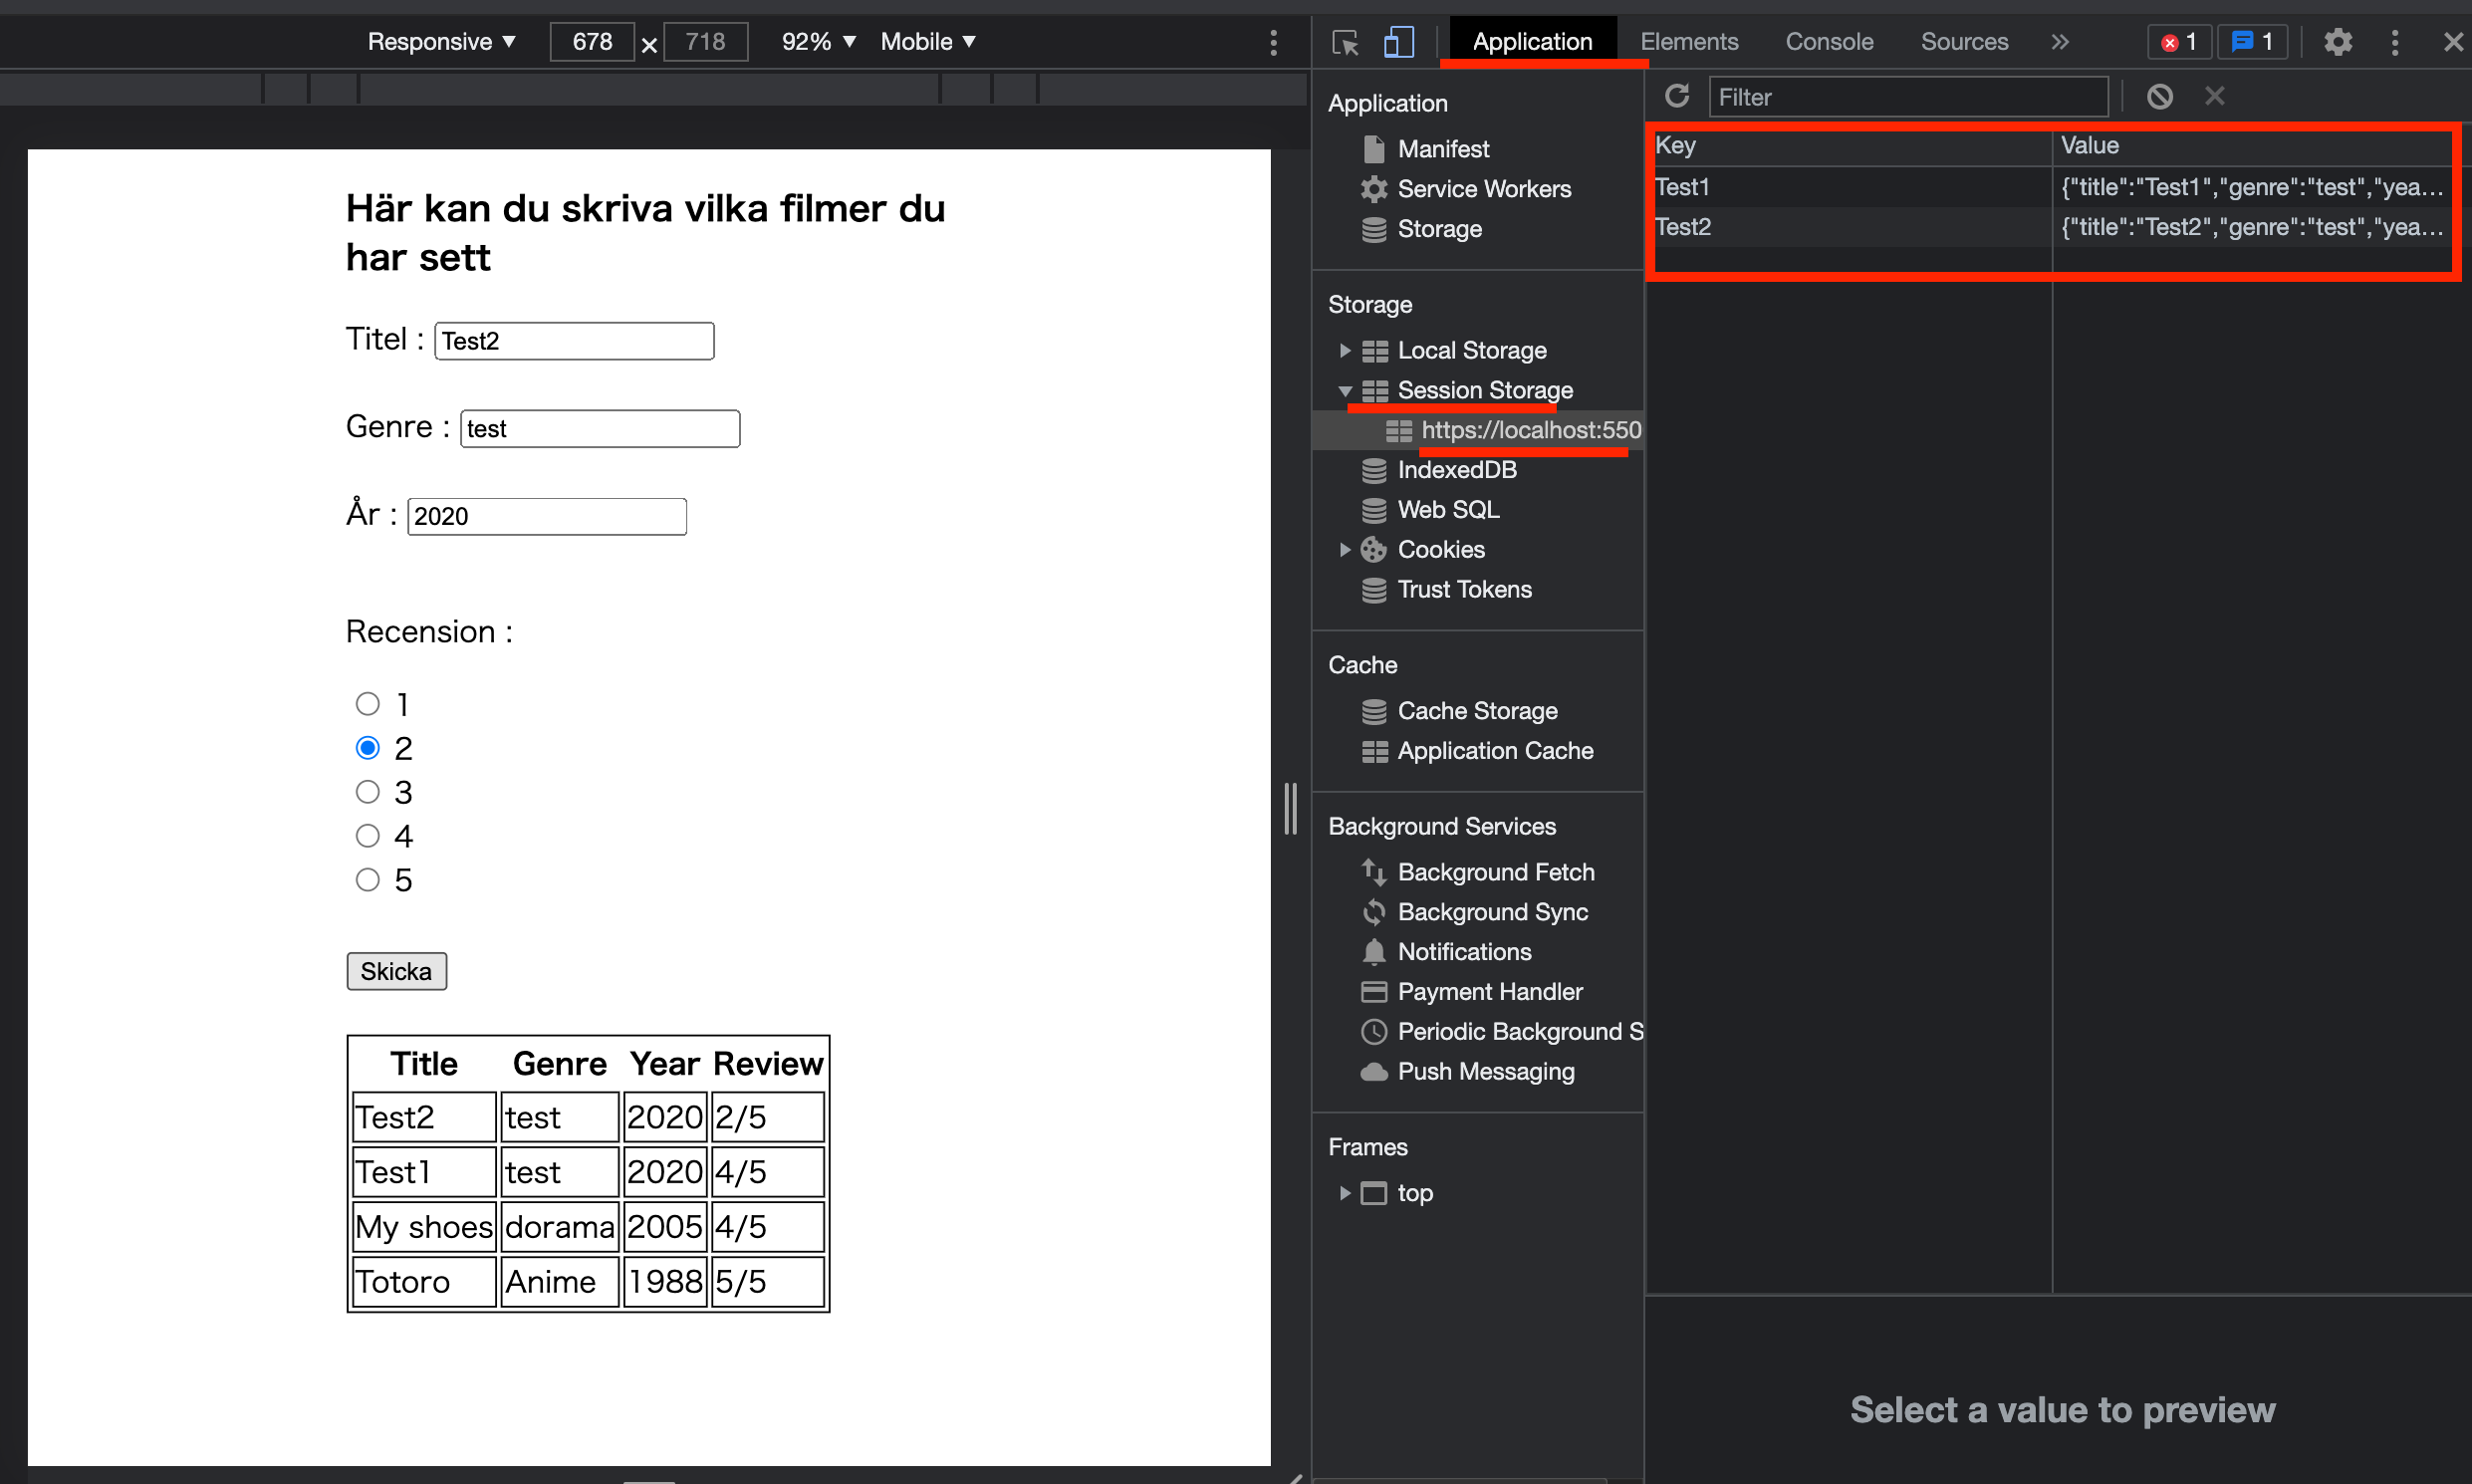 Responsive ▼ 678 × 718 92% ▼ Mobile ▼
Här kan du skriva vilka filmer du
har sett
Titel : Test2
Genre : test
År : 2020
Recension :
1
2
3
4
5
Skicka
Title Genre Year Review
Test2 test 2020 2/5
Test1 test 2020 4/5
My shoes dorama 2005 4/5
Totoro Anime 1988 5/5
Application Elements Console Sources » 1 1
Application
Manifest
Service Workers
Storage
Storage
Local Storage
Session Storage
https://localhost:550
IndexedDB
Web SQL
Cookies
Trust Tokens
Cache
Cache Storage
Application Cache
Background Services
Background Fetch
Background Sync
Notifications
Payment Handler
Periodic Background S
Push Messaging
Frames
top
Filter
Key Value
Test1 {"title":"Test1","genre":"test","yea...
Test2 {"title":"Test2","genre":"test","yea...
Select a value to preview